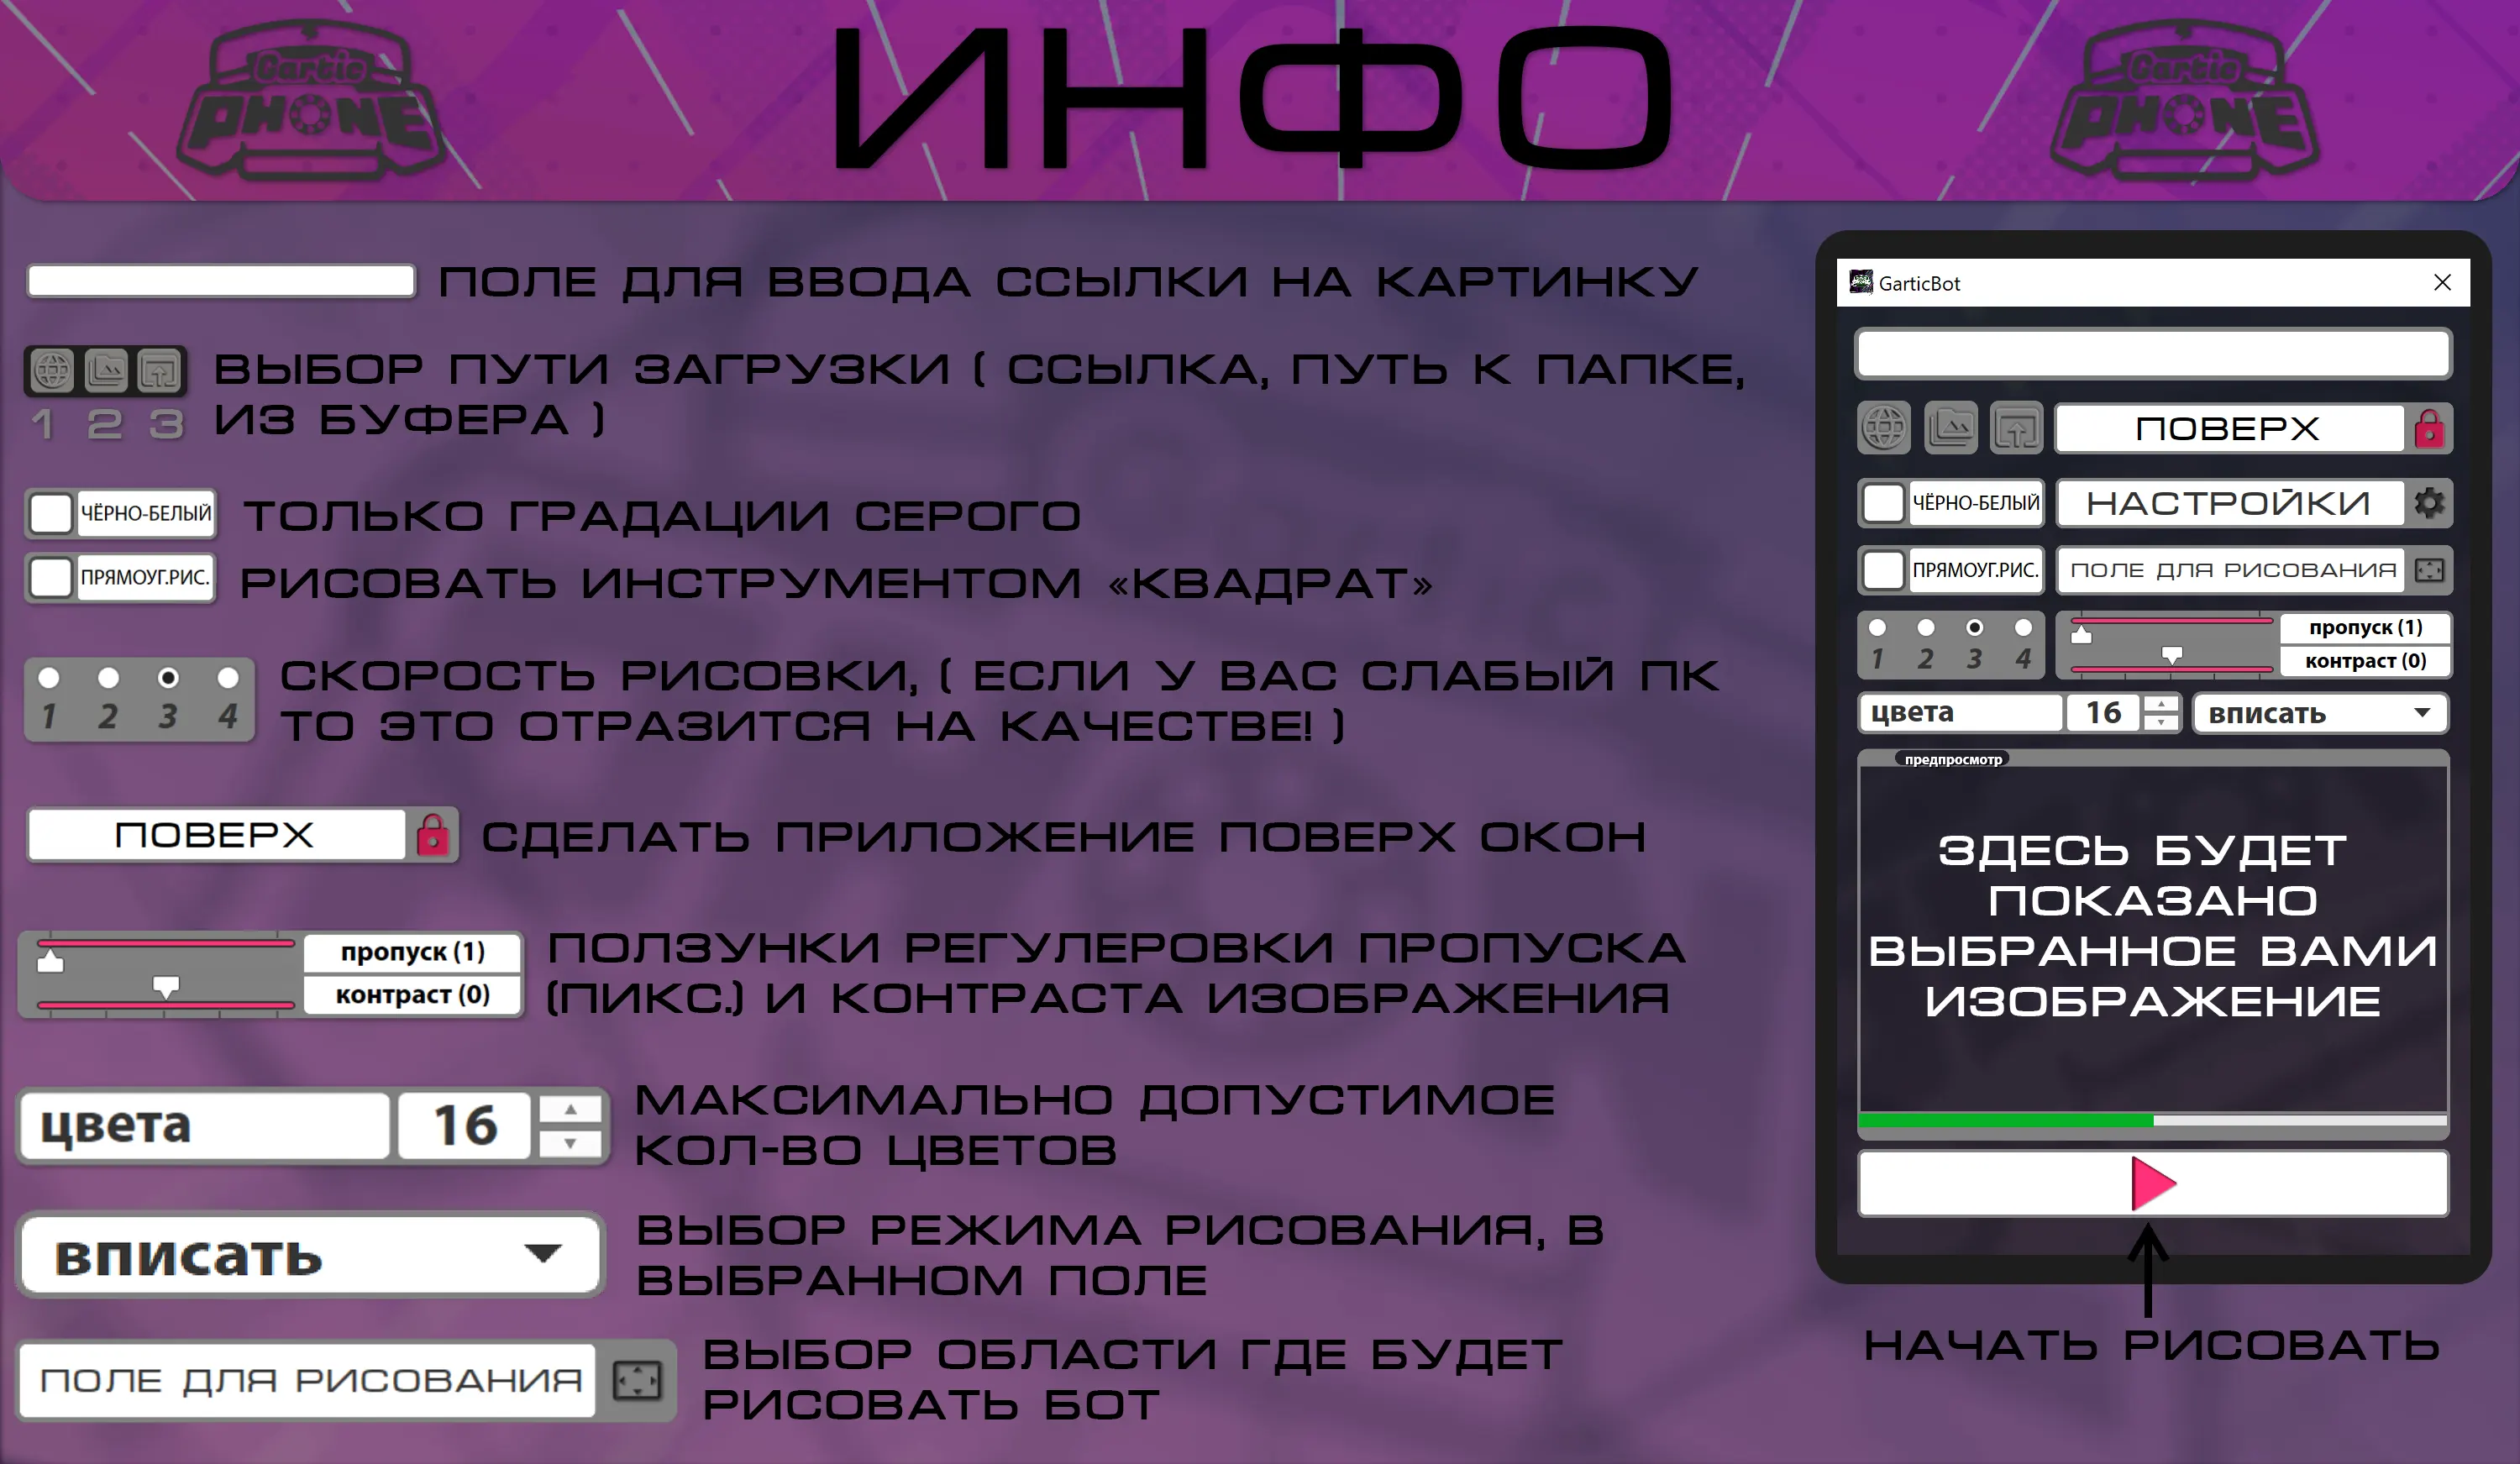 Gartic
PHONE
ИНФО
Gartic
PHONE
ПОЛЕ ДЛЯ ВВОДА ССЫЛКИ НА КАРТИНКУ
1 2 3
ВЫБОР ПУТИ ЗАГРУЗКИ ( ССЫЛКА, ПУТЬ К ПАПКЕ,
ИЗ БУФЕРА )
ЧЁРНО-БЕЛЫЙ
ТОЛЬКО ГРАДАЦИИ СЕРОГО
ПРЯМОУГ.РИС.
РИСОВАТЬ ИНСТРУМЕНТОМ «КВАДРАТ»
1 2 3 4
СКОРОСТЬ РИСОВКИ, ( ЕСЛИ У ВАС СЛАБЫЙ ПК
ТО ЭТО ОТРАЗИТСЯ НА КАЧЕСТВЕ! )
ПОВЕРХ
СДЕЛАТЬ ПРИЛОЖЕНИЕ ПОВЕРХ ОКОН
пропуск (1)
контраст (0)
ПОЛЗУНКИ РЕГУЛЕРОВКИ ПРОПУСКА
(ПИКС.) И КОНТРАСТА ИЗОБРАЖЕНИЯ
цвета 16
МАКСИМАЛЬНО ДОПУСТИМОЕ
КОЛ-ВО ЦВЕТОВ
вписать
ВЫБОР РЕЖИМА РИСОВАНИЯ, В
ВЫБРАННОМ ПОЛЕ
ПОЛЕ ДЛЯ РИСОВАНИЯ
ВЫБОР ОБЛАСТИ ГДЕ БУДЕТ
РИСОВАТЬ БОТ
GarticBot
ПОВЕРХ
ЧЁРНО-БЕЛЫЙ
НАСТРОЙКИ
ПРЯМОУГ.РИС.
ПОЛЕ ДЛЯ РИСОВАНИЯ
1 2 3 4
пропуск (1)
контраст (0)
цвета 16
вписать
предпросмотр
ЗДЕСЬ БУДЕТ
ПОКАЗАНО
ВЫБРАННОЕ ВАМИ
ИЗОБРАЖЕНИЕ
НАЧАТЬ РИСОВАТЬ